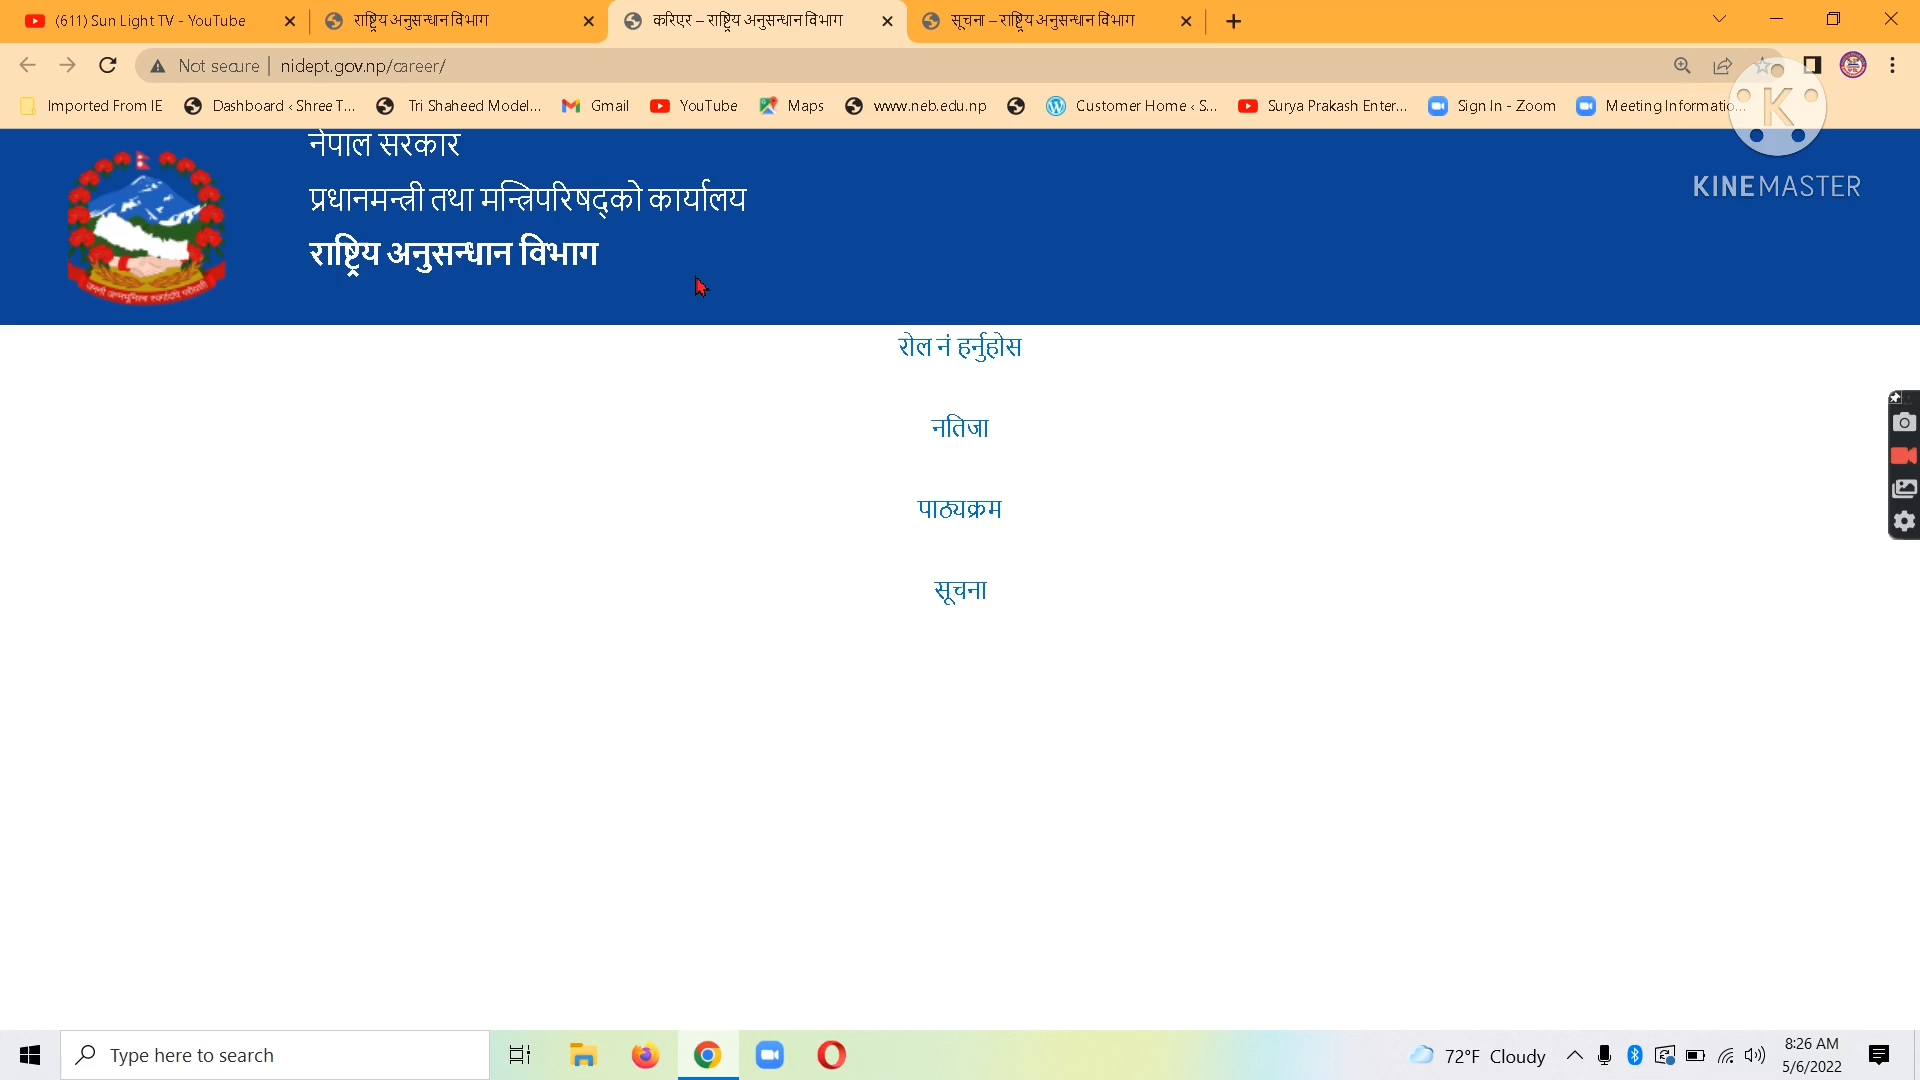 (611) Sun Light TV - YouTube
राष्ट्रिय अनुसन्धान विभाग
करिएर – राष्ट्रिय अनुसन्धान विभाग
सूचना – राष्ट्रिय अनुसन्धान विभाग
Not secure | nidept.gov.np/career/
Imported From IE
Dashboard ‹ Shree T...
Tri Shaheed Model...
Gmail
YouTube
Maps
www.neb.edu.np
Customer Home ‹ S...
Surya Prakash Enter...
Sign In - Zoom
Meeting Informatio...
K
KINEMASTER
नेपाल सरकार
प्रधानमन्त्री तथा मन्त्रिपरिषद्को कार्यालय
राष्ट्रिय अनुसन्धान विभाग
रोल नं हर्नुहोस
नतिजा
पाठ्यक्रम
सूचना
Type here to search
72°F Cloudy
8:26 AM
5/6/2022